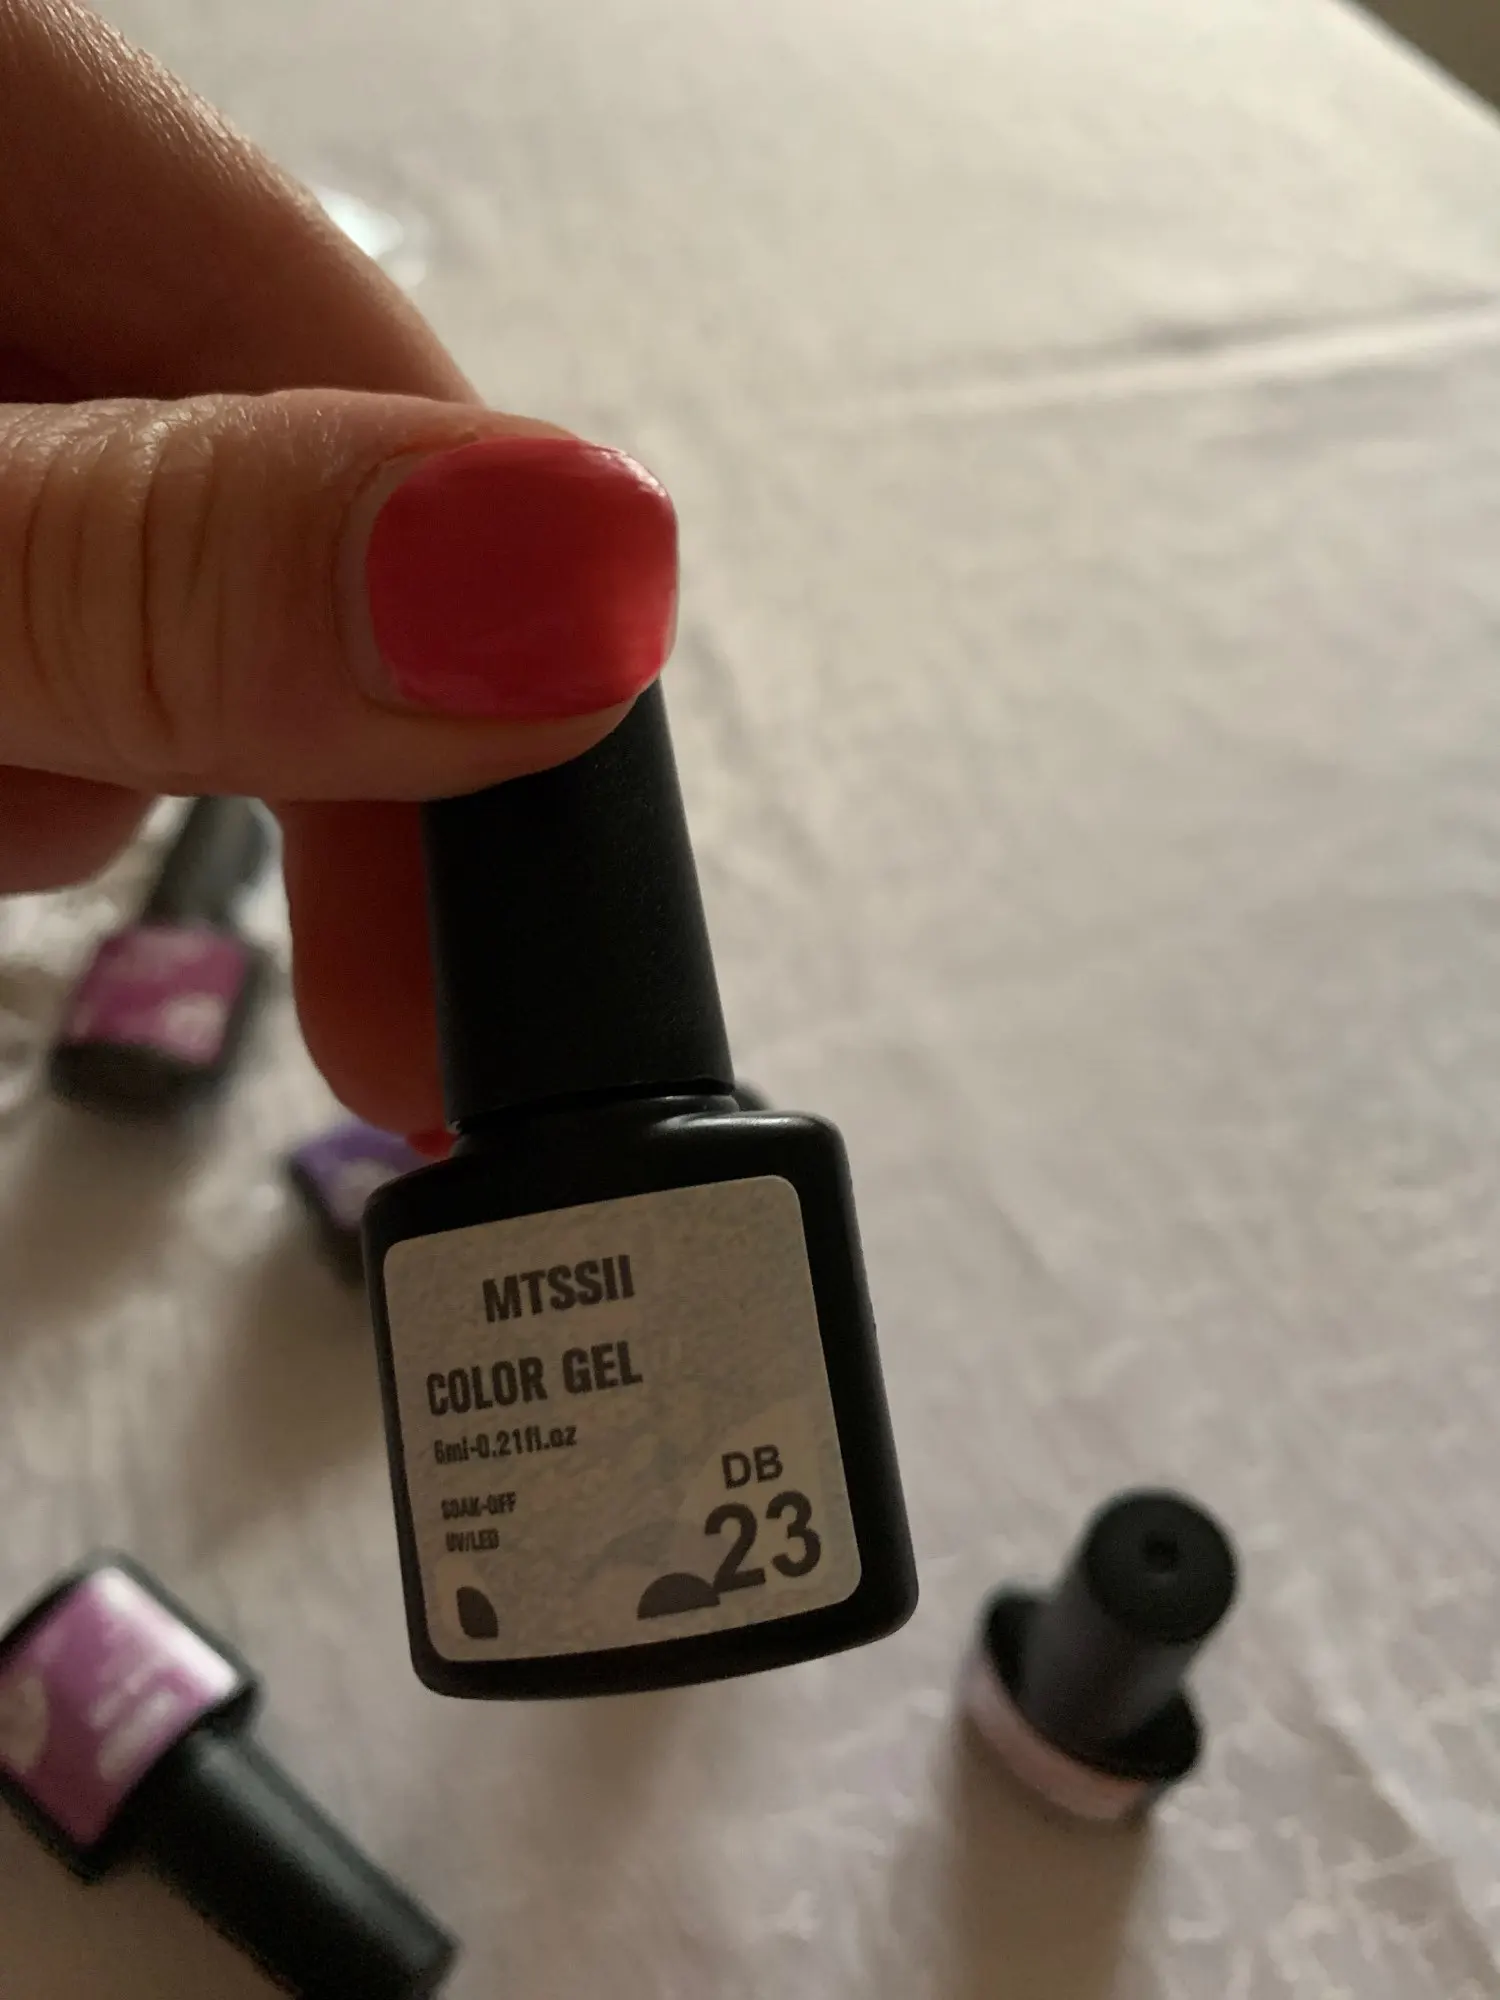 MTSSII
COLOR GEL
6ml-0.21fl.oz
SOAK-OFF
UV/LED
DB
23